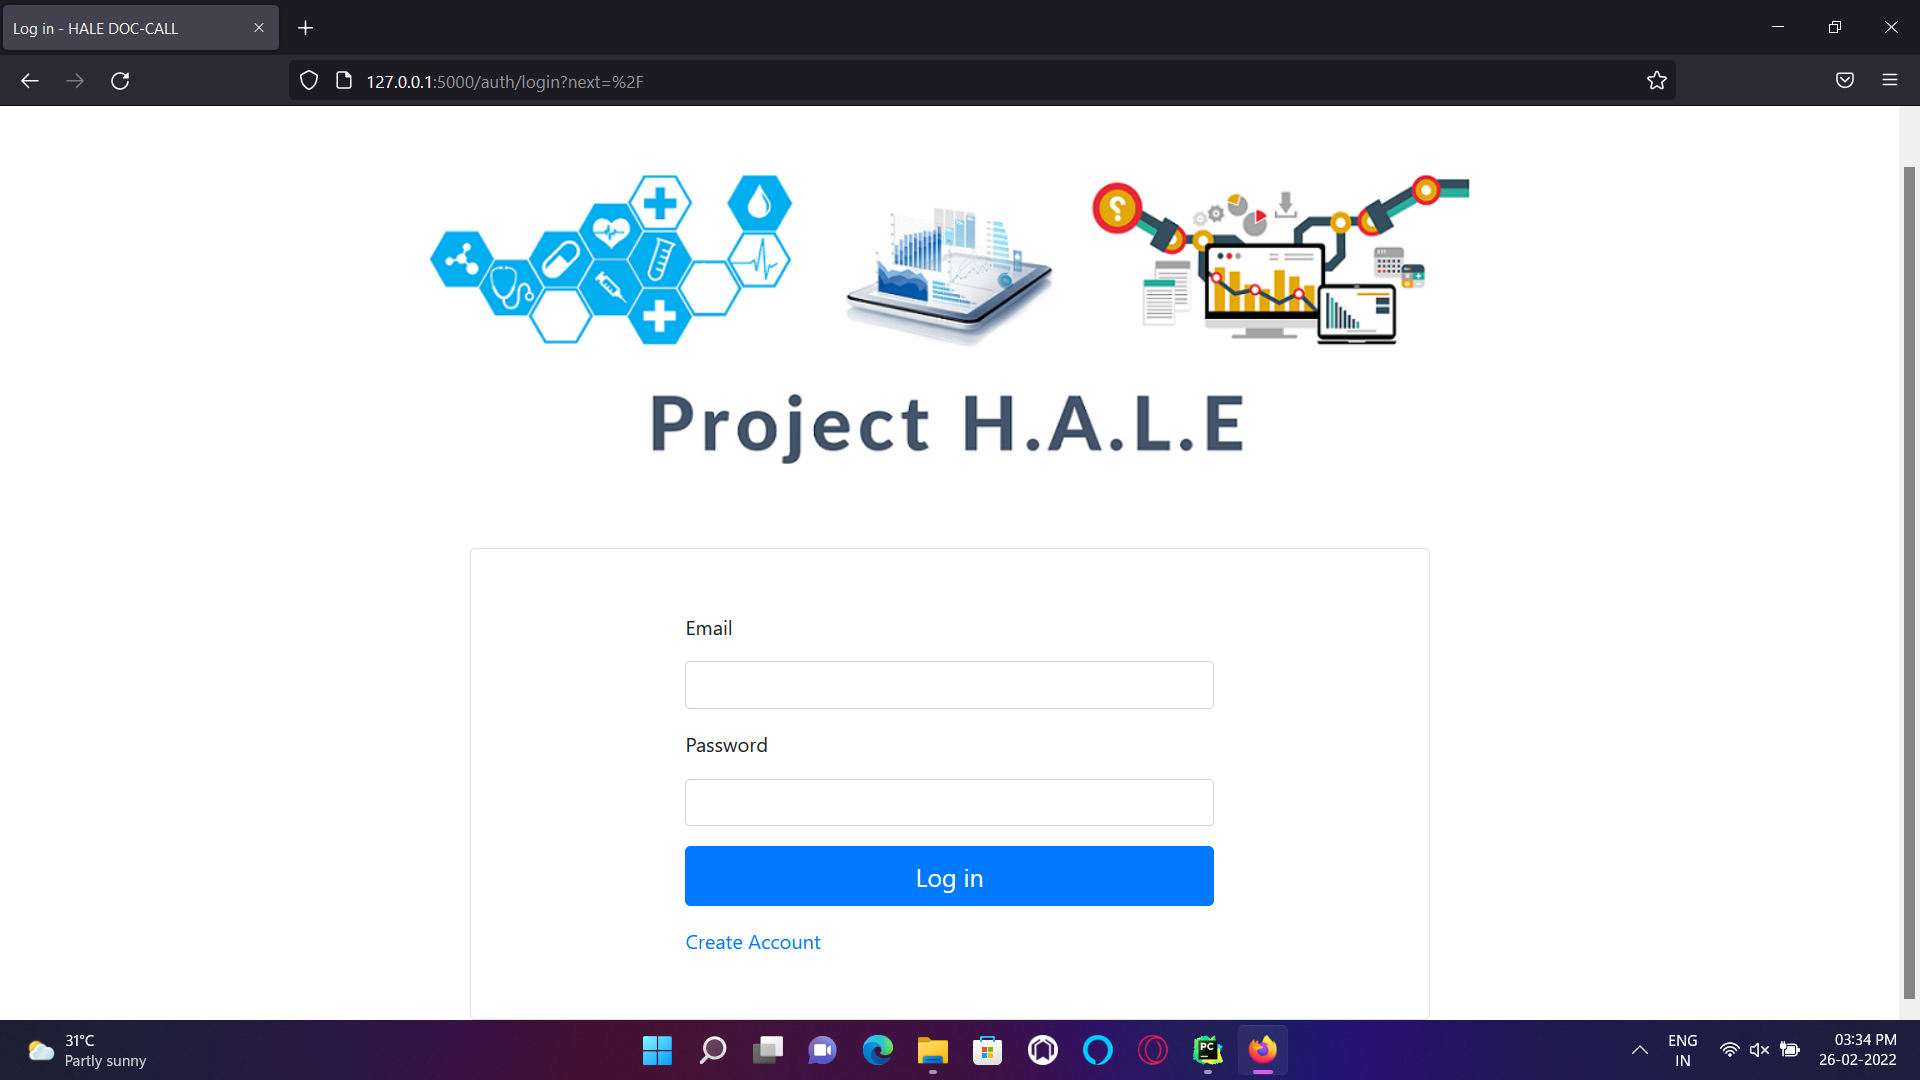 Log in - HALE DOC-CALL
127.0.0.1:5000/auth/login?next=%2F
Project H.A.L.E
Email
Password
Log in
Create Account
31°C
Partly sunny
PC
ENG
IN
03:34 PM
26-02-2022